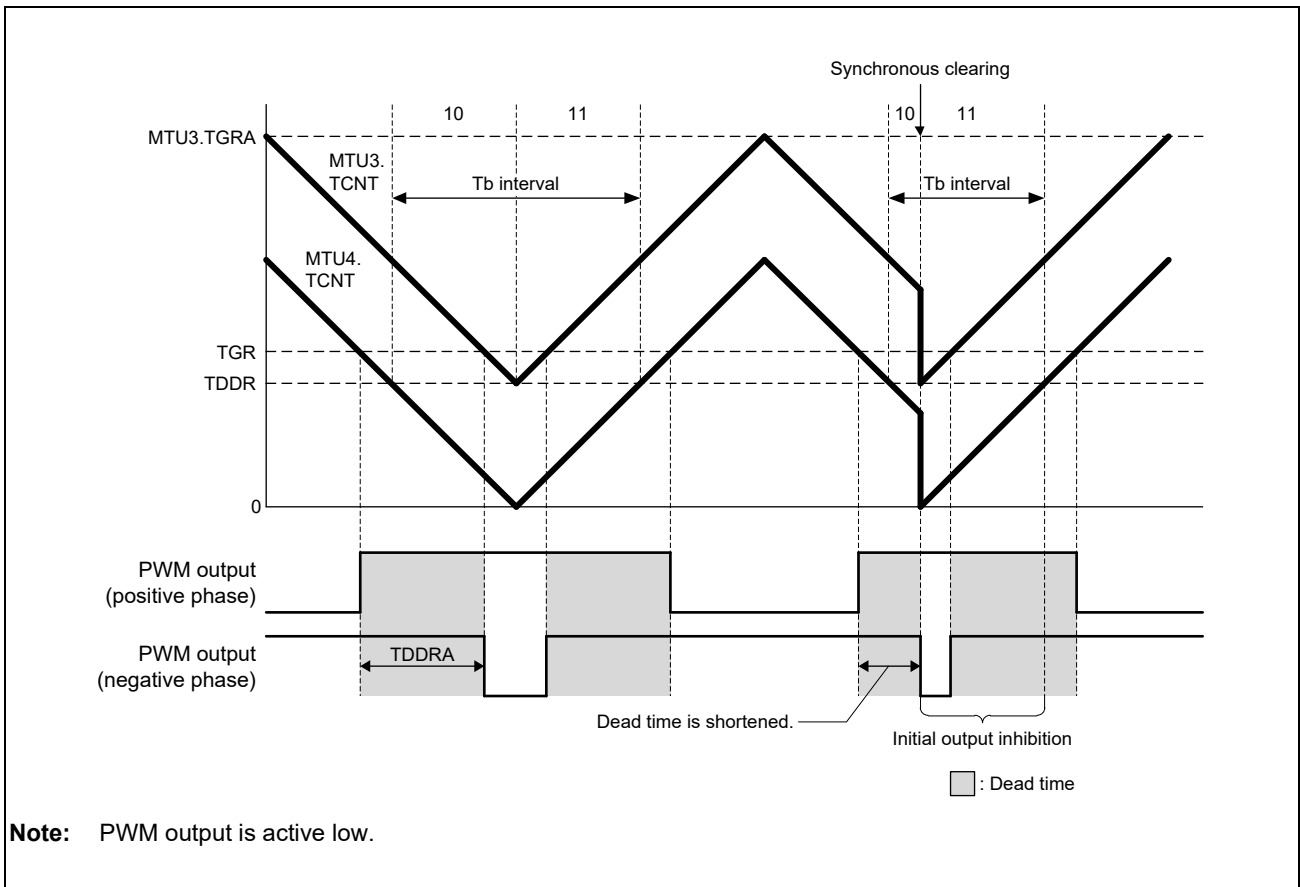 Synchronous clearing
10
11
10
11
MTU3.TGRA
MTU3.
TCNT
Tb interval
Tb interval
MTU4.
TCNT
TGR
TDDR
0
PWM output
(positive phase)
PWM output
(negative phase)
TDDRA
Dead time is shortened.
Initial output inhibition
: Dead time
Note: PWM output is active low.